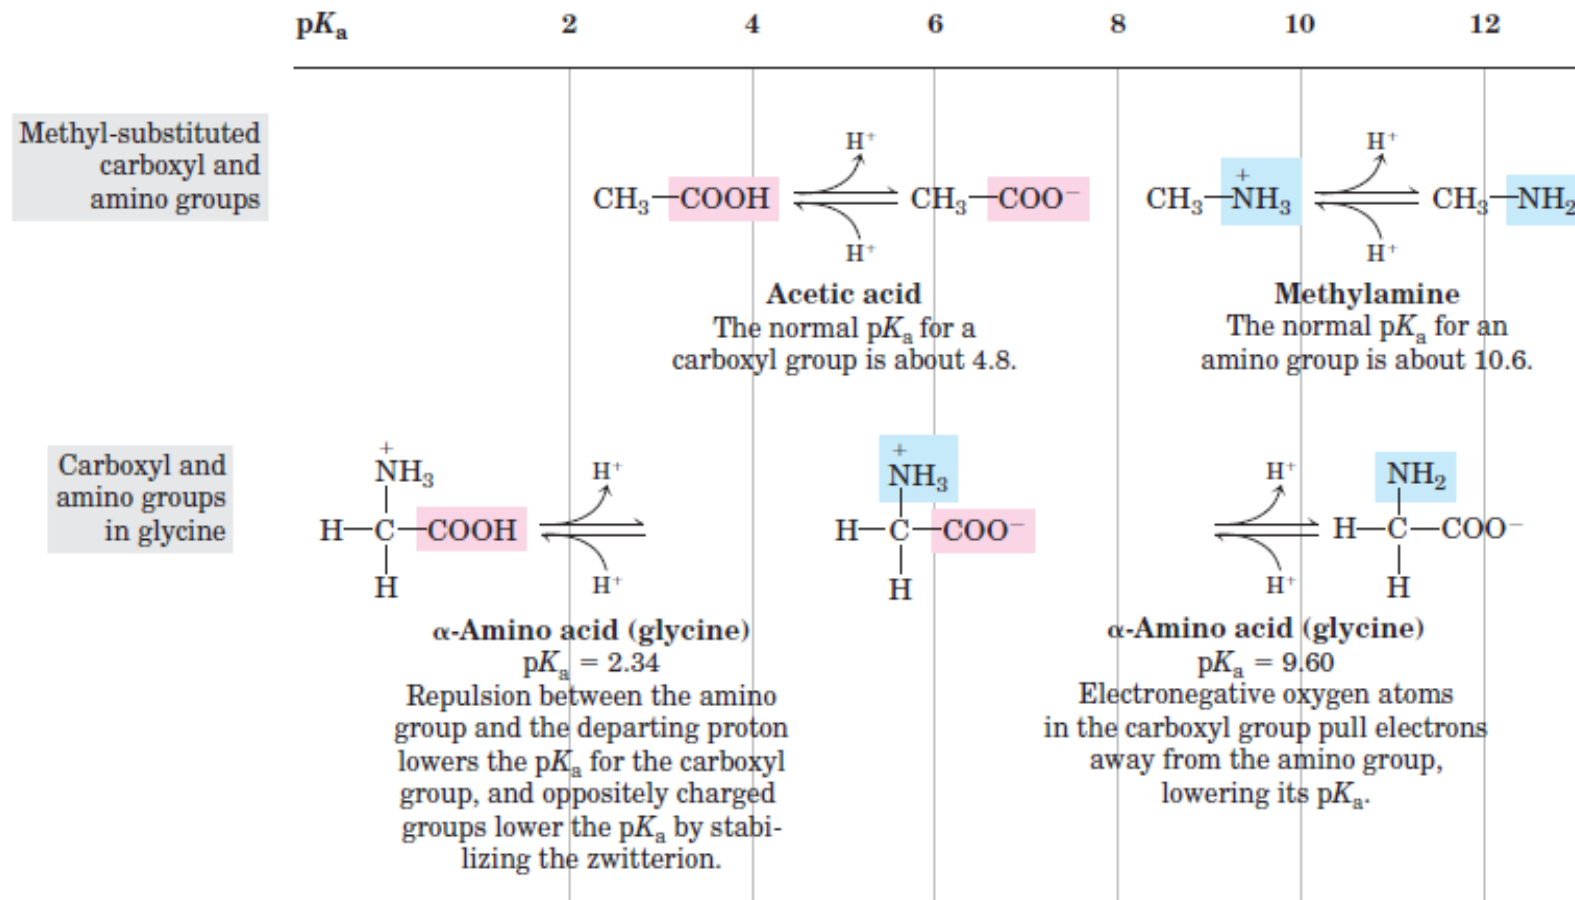 pKₐ 2 4 6 8 10 12
Methyl-substituted
carboxyl and
amino groups
H⁺ H⁺
CH₃—COOH CH₃—COO⁻ CH₃—N⁺H₃ CH₃—NH₂
H⁺ H⁺
Acetic acid
The normal pKₐ for a
carboxyl group is about 4.8.
Methylamine
The normal pKₐ for an
amino group is about 10.6.
Carboxyl and
amino groups
in glycine
+ +
NH₃ H⁺ NH₃ H⁺ NH₂
H—C—COOH H—C—COO⁻ H—C—COO⁻
H H⁺ H H⁺ H
α-Amino acid (glycine)
pKₐ = 2.34
Repulsion between the amino
group and the departing proton
lowers the pKₐ for the carboxyl
group, and oppositely charged
groups lower the pKₐ by stabi-
lizing the zwitterion.
α-Amino acid (glycine)
pKₐ = 9.60
Electronegative oxygen atoms
in the carboxyl group pull electrons
away from the amino group,
lowering its pKₐ.